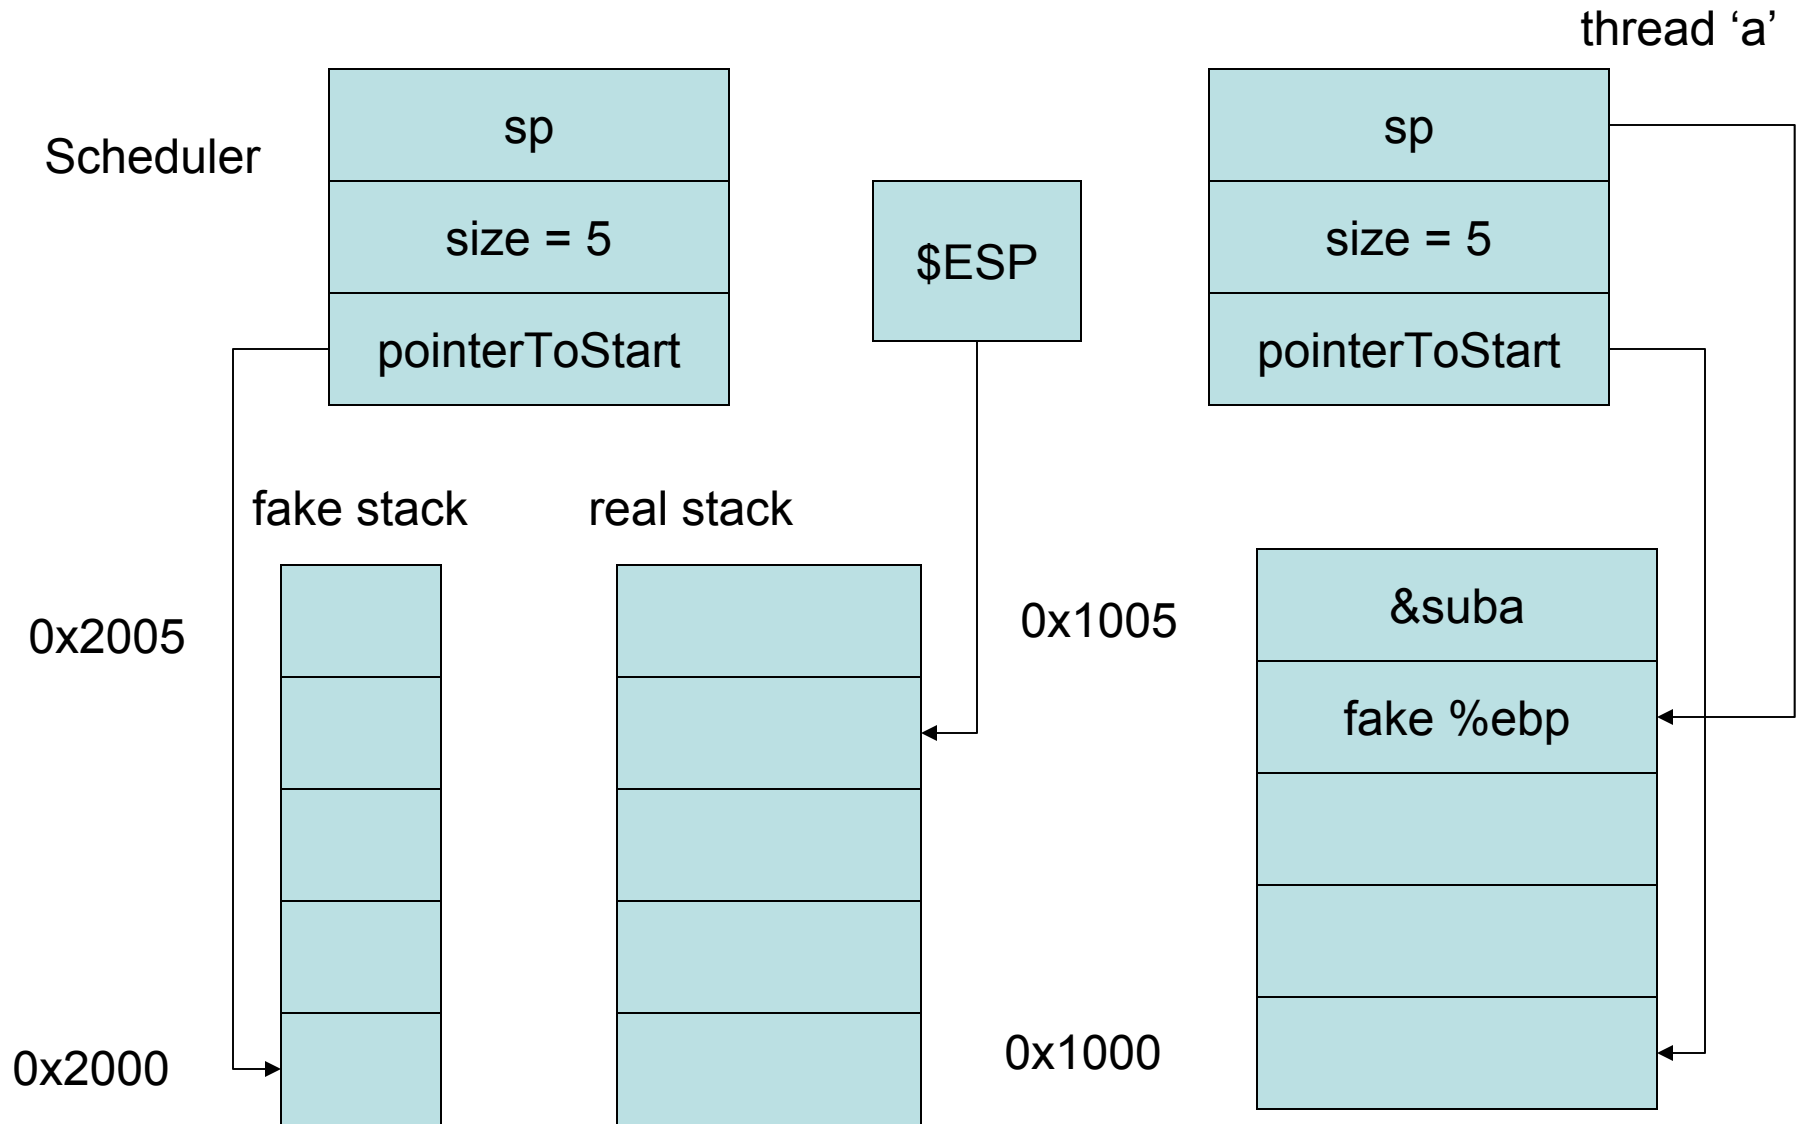 thread ‘a’
Scheduler
sp
size = 5
pointerToStart
$ESP
sp
size = 5
pointerToStart
fake stack
real stack
0x2005
0x2000
0x1005
0x1000
&suba
fake %ebp